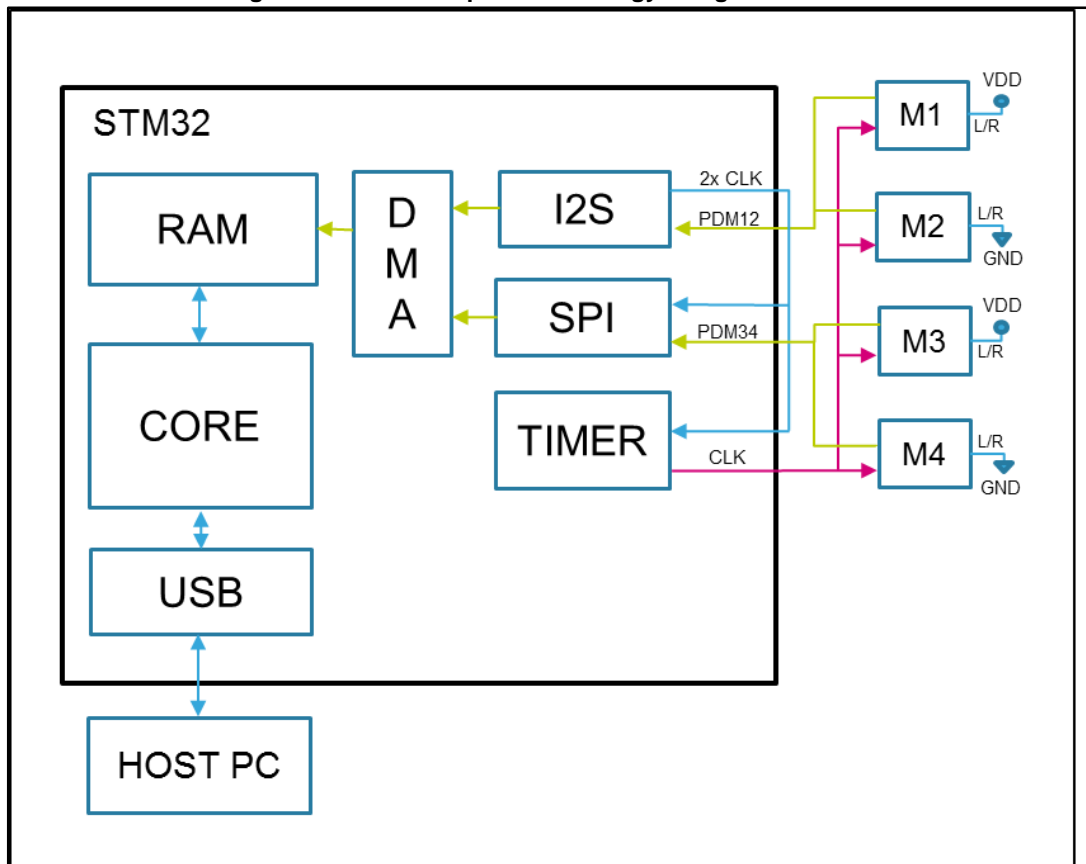 STM32
RAM
D
M
A
I2S
2x CLK
PDM12
SPI
PDM34
CORE
TIMER
CLK
USB
HOST PC
M1
VDD
L/R
M2
L/R
GND
M3
VDD
L/R
M4
L/R
GND